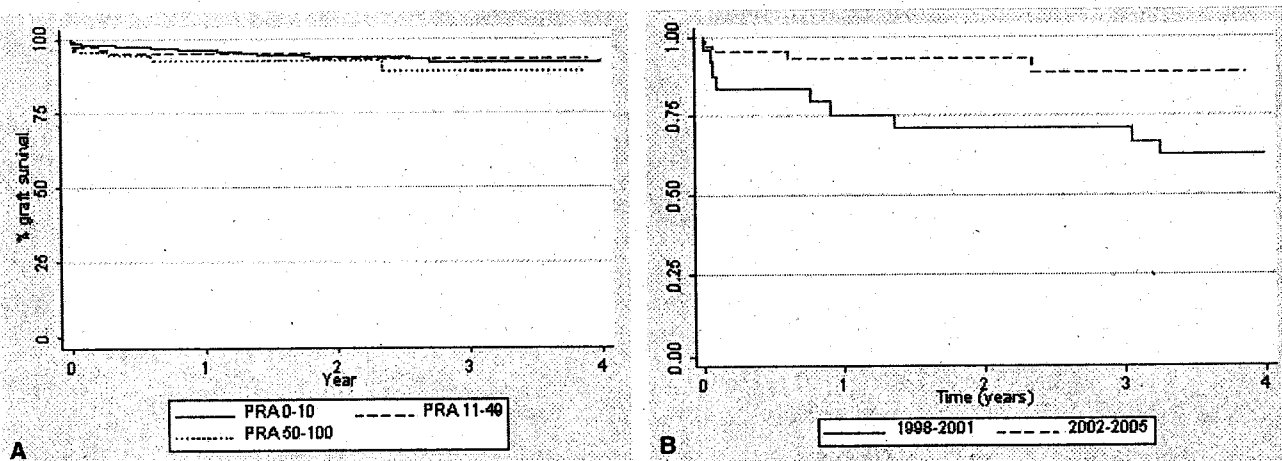 100
75
50
25
0
% graft survival
0 1 2 3 4
Year
PRA 0-10 PRA 11-49
PRA 50-100
A
1.00
0.75
0.50
0.25
0.00
0 1 2 3 4
Time (years)
1998-2001 2002-2005
B